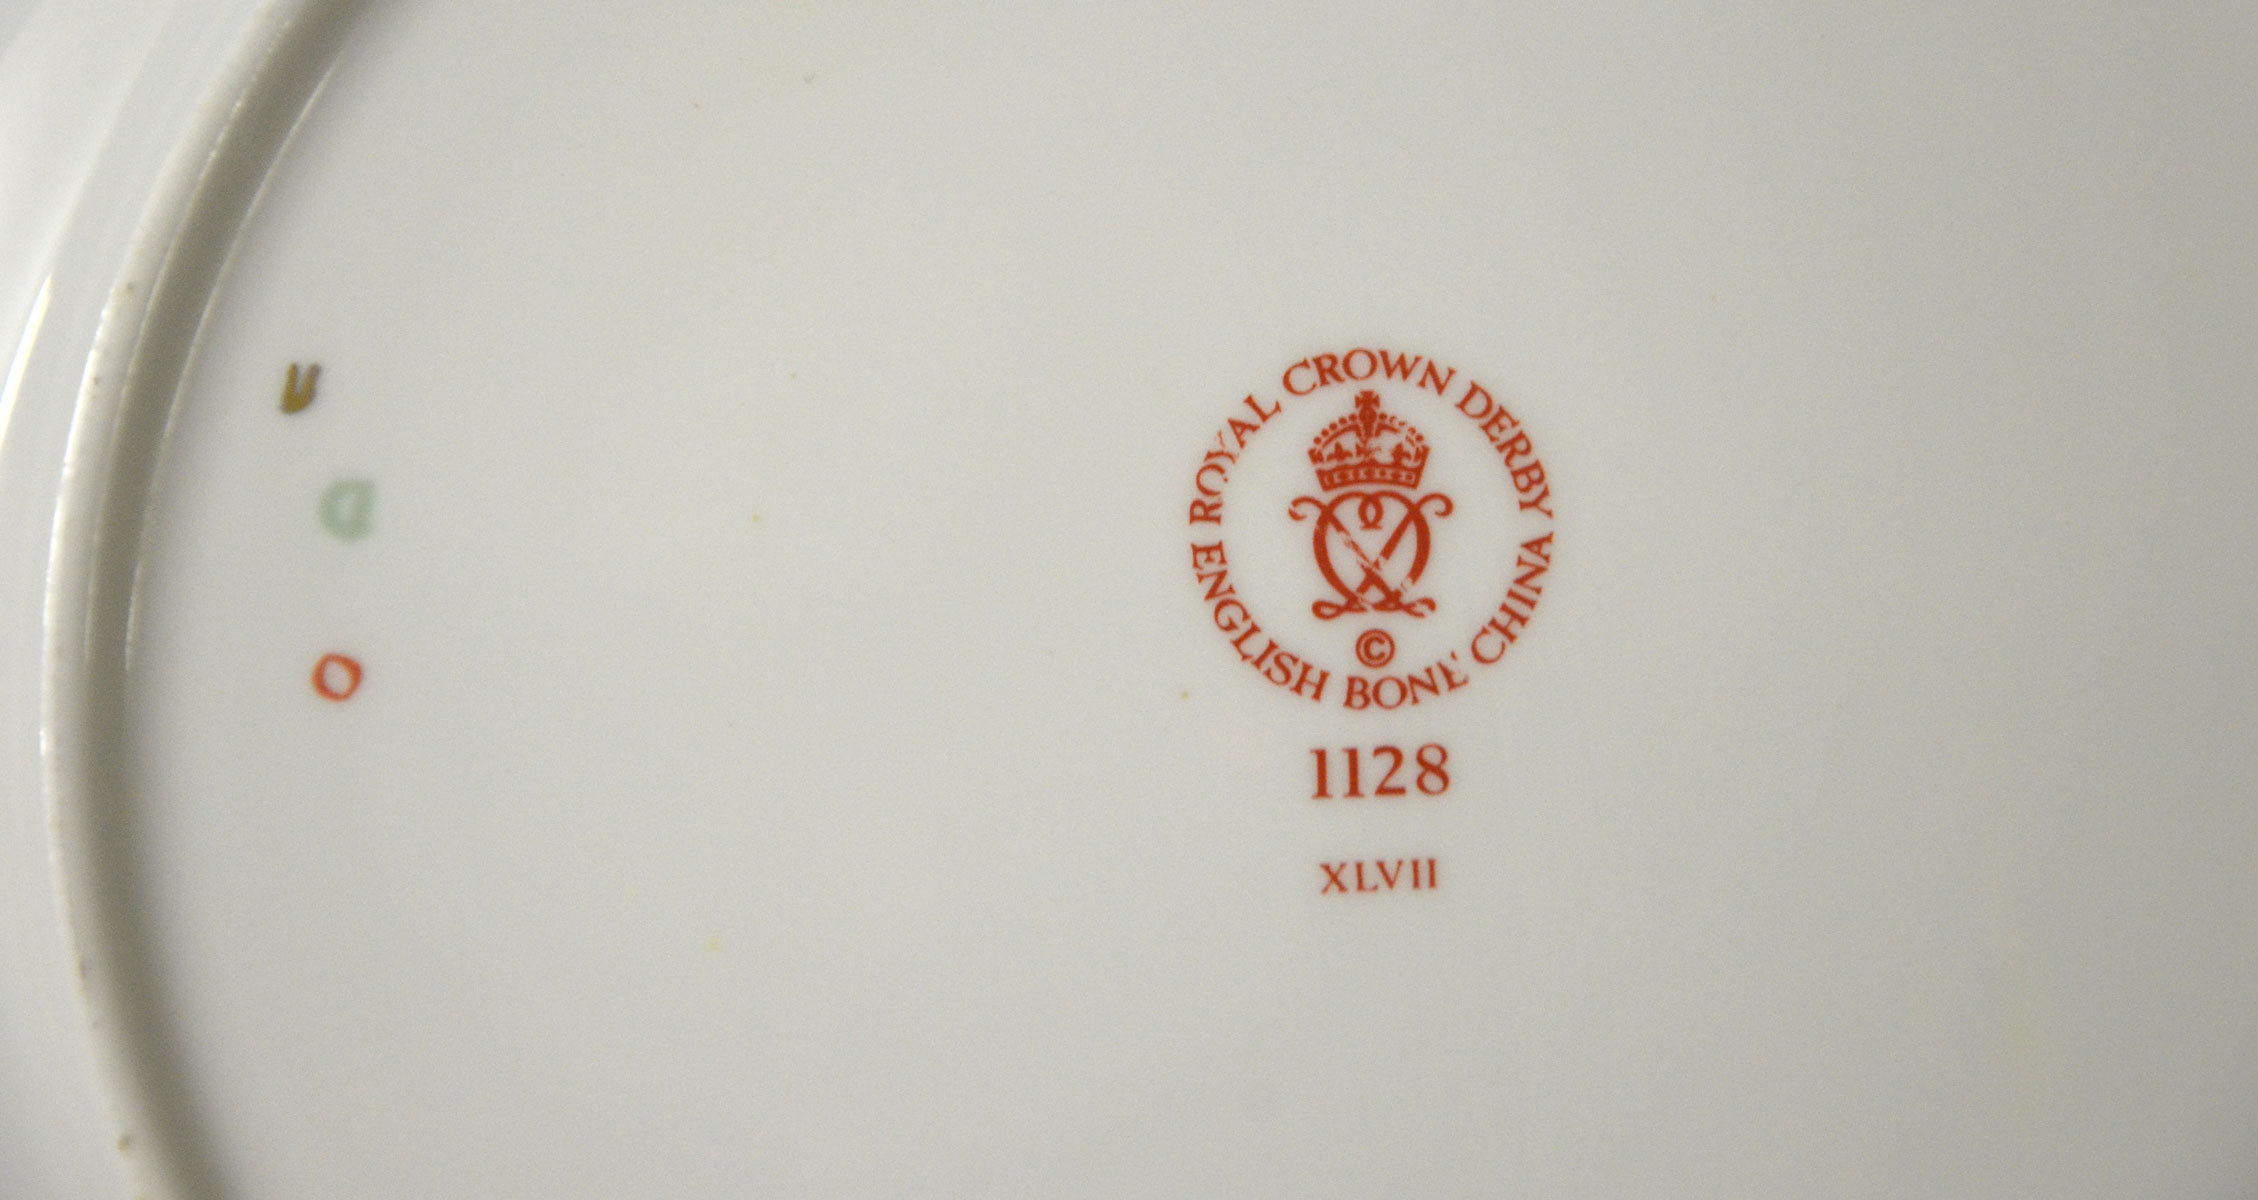 ROYAL CROWN DERBY
ENGLISH BONE CHINA
©
1128
XLVII
U
D
O